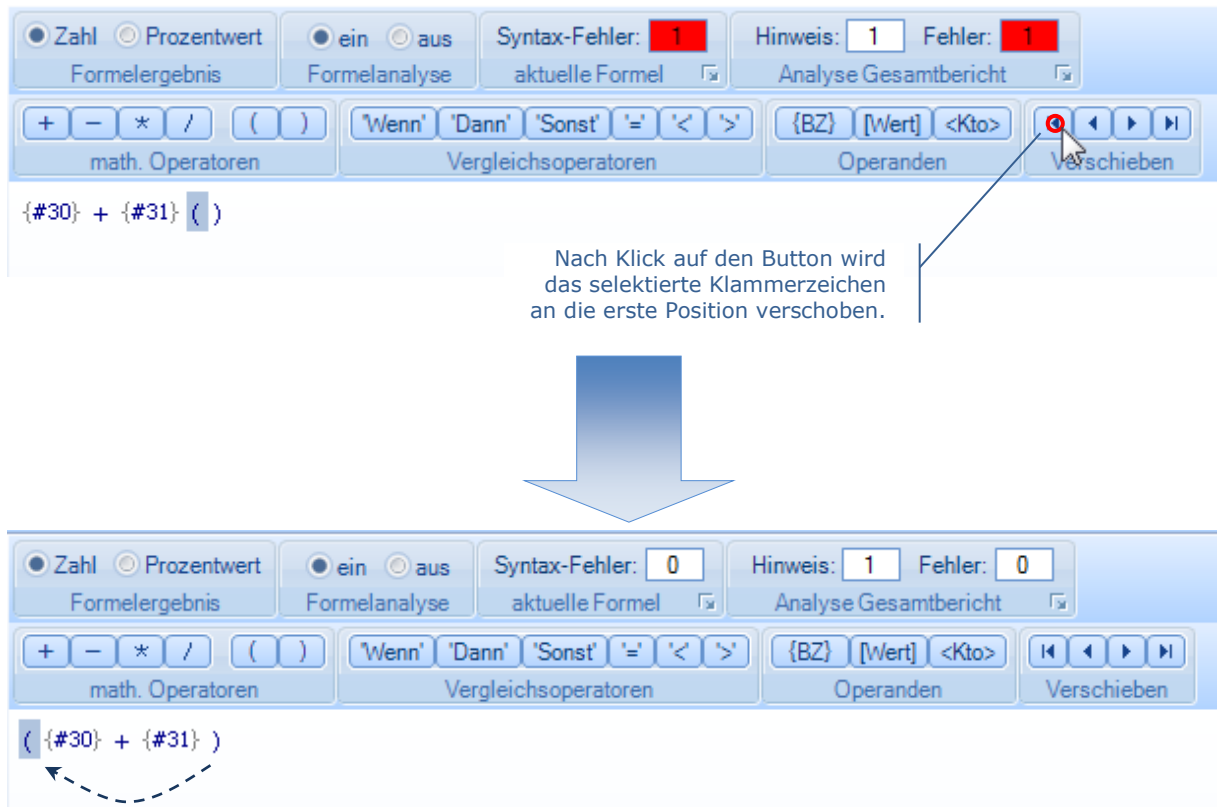 Zahl Prozentwert ein aus Syntax-Fehler: 1 Hinweis: 1 Fehler: 1
Formelergebnis Formelanalyse aktuelle Formel Analyse Gesamtbericht
+ − * / ( ) 'Wenn' 'Dann' 'Sonst' '=' '<' '>' {BZ} [Wert] <Kto>
math. Operatoren Vergleichsoperatoren Operanden Verschieben
{#30} + {#31} ( )
Nach Klick auf den Button wird
das selektierte Klammerzeichen
an die erste Position verschoben.
Zahl Prozentwert ein aus Syntax-Fehler: 0 Hinweis: 1 Fehler: 0
Formelergebnis Formelanalyse aktuelle Formel Analyse Gesamtbericht
+ − * / ( ) 'Wenn' 'Dann' 'Sonst' '=' '<' '>' {BZ} [Wert] <Kto>
math. Operatoren Vergleichsoperatoren Operanden Verschieben
( {#30} + {#31} )